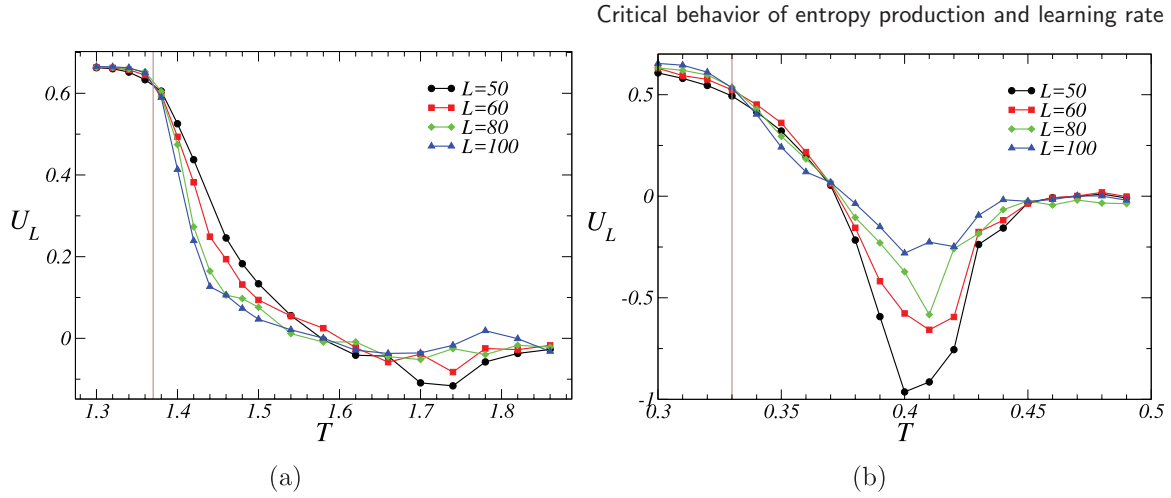 Critical behavior of entropy production and learning rate
0.6
0.4
0.2
0
U_L
L=50
L=60
L=80
L=100
1.3
1.4
1.5
1.6
1.7
1.8
T
(a)
0.5
0
-0.5
-1
U_L
L=50
L=60
L=80
L=100
0.3
0.35
0.4
0.45
0.5
T
(b)